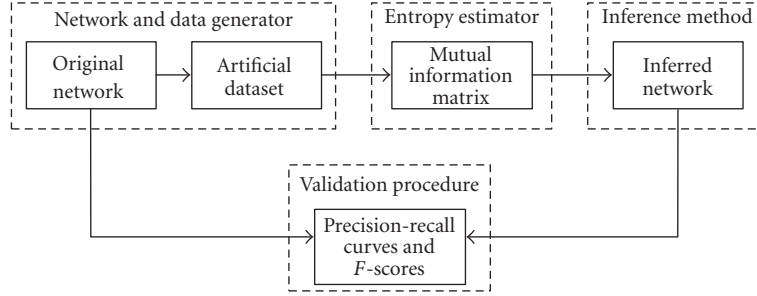 Network and data generator
Original
network
Artificial
dataset
Entropy estimator
Mutual
information
matrix
Inference method
Inferred
network
Validation procedure
Precision-recall
curves and
F-scores